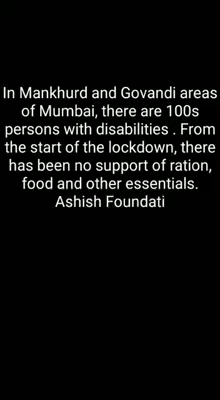 In Mankhurd and Govandi areas
of Mumbai, there are 100s
persons with disabilities . From
the start of the lockdown, there
has been no support of ration,
food and other essentials.
Ashish Foundati